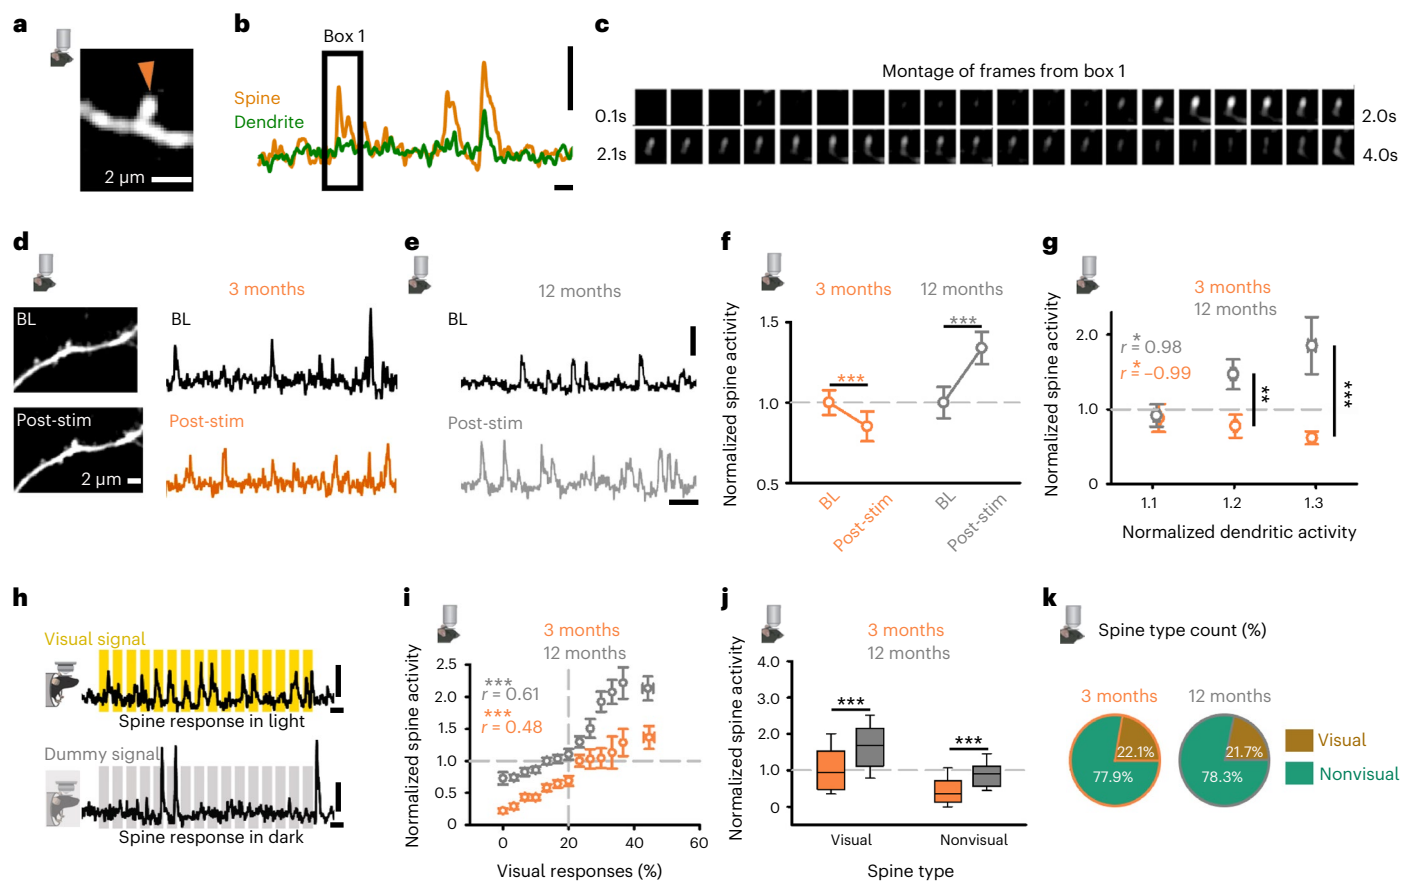 a
2 µm
b
Box 1
Spine
Dendrite
c
Montage of frames from box 1
0.1s
2.0s
2.1s
4.0s
d
3 months
BL
BL
Post-stim
Post-stim
2 µm
e
12 months
BL
Post-stim
f
3 months
12 months
Normalized spine activity
1.5
1.0
0.5
***
***
BL
Post-stim
BL
Post-stim
g
3 months
12 months
Normalized spine activity
2.0
1.0
0
*
r = 0.98
*
r = –0.99
**
***
1.1
1.2
1.3
Normalized dendritic activity
h
Visual signal
Spine response in light
Dummy signal
Spine response in dark
i
3 months
12 months
Normalized spine activity
2.5
2.0
1.5
1.0
0.5
0
***
r = 0.61
***
r = 0.48
0
20
40
60
Visual responses (%)
j
3 months
12 months
Normalized spine activity
4.0
3.0
2.0
1.0
0
***
***
Visual
Nonvisual
Spine type
k
Spine type count (%)
3 months
12 months
22.1%
77.9%
21.7%
78.3%
Visual
Nonvisual